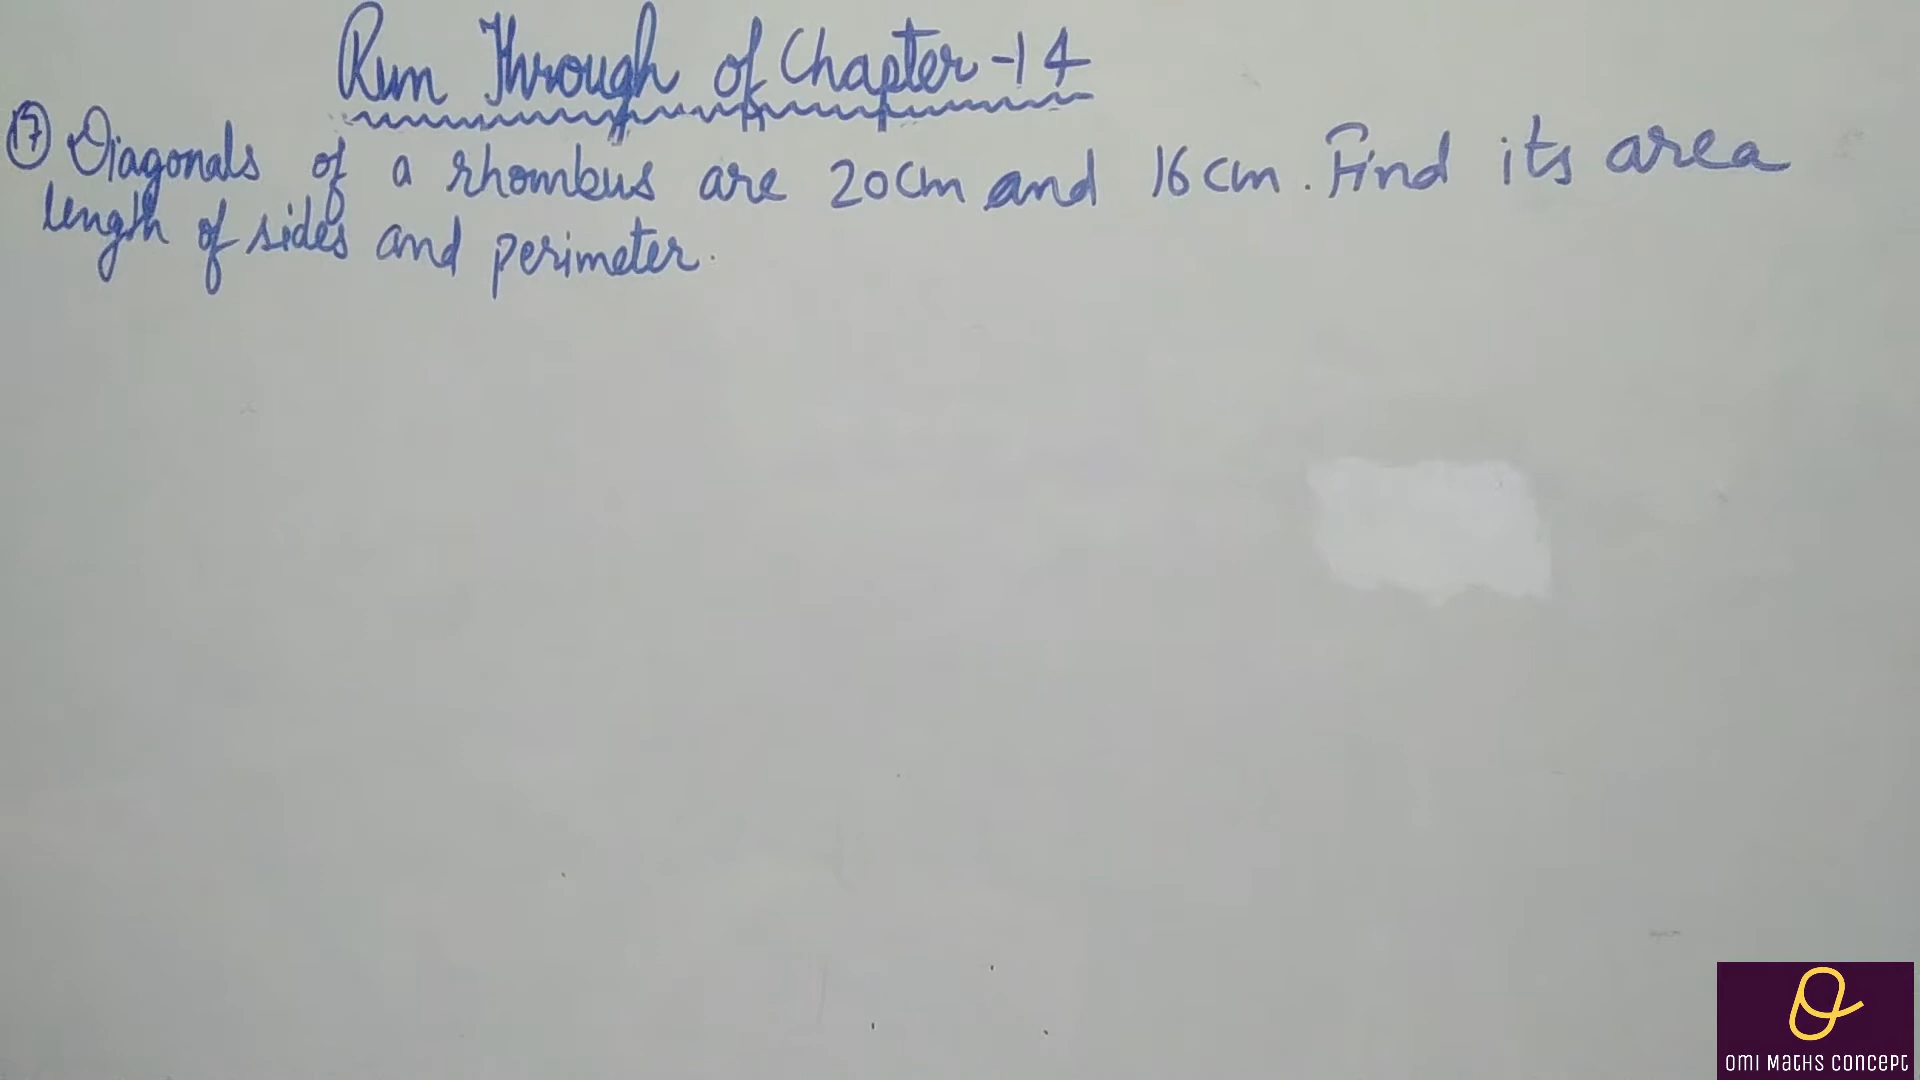 Run Through of Chapter-14
17 Diagonals of a rhombus are 20cm and 16cm. Find its area
length of sides and perimeter.
OMI MATHS CONCEPT